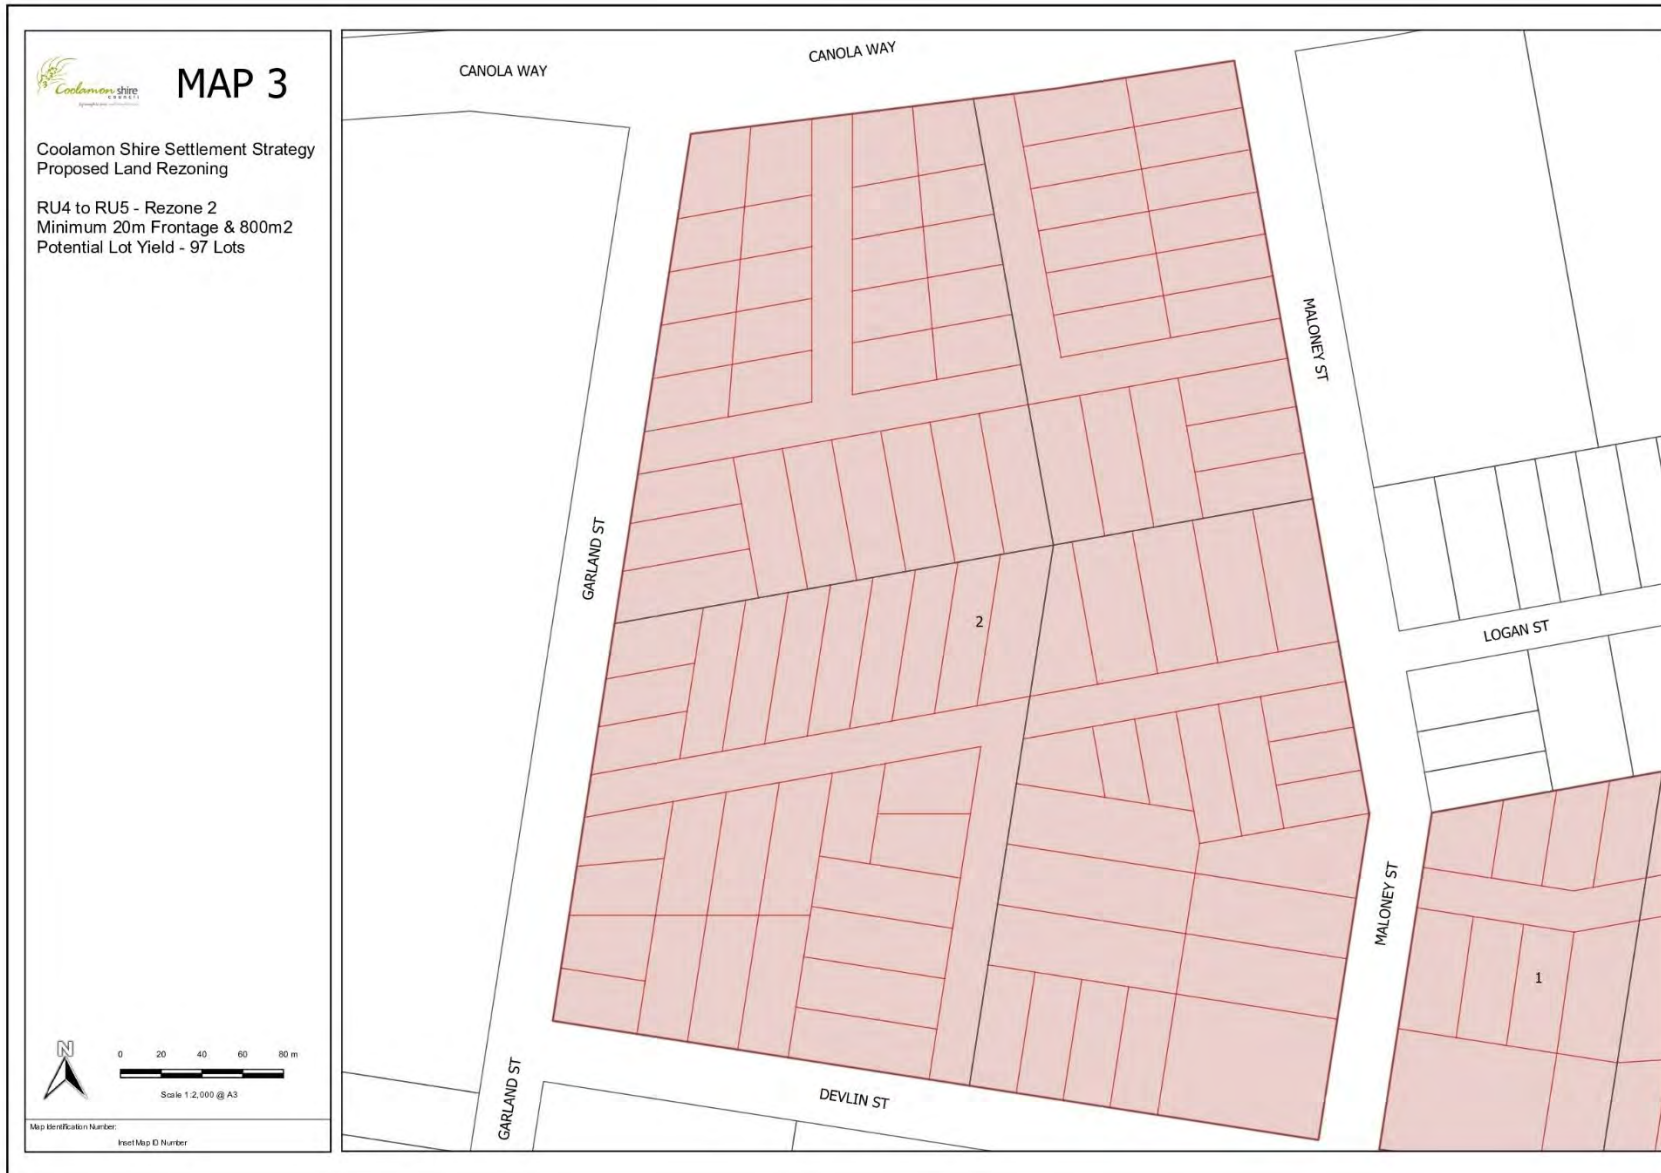 Coolamon shire
COUNCIL
MAP 3
Coolamon Shire Settlement Strategy
Proposed Land Rezoning
RU4 to RU5 - Rezone 2
Minimum 20m Frontage & 800m2
Potential Lot Yield - 97 Lots
N
0 20 40 60 80 m
Scale 1:2,000 @ A3
Map Identification Number:
Inset Map ID Number
CANOLA WAY
CANOLA WAY
MALONEY ST
GARLAND ST
2
LOGAN ST
MALONEY ST
1
GARLAND ST
DEVLIN ST